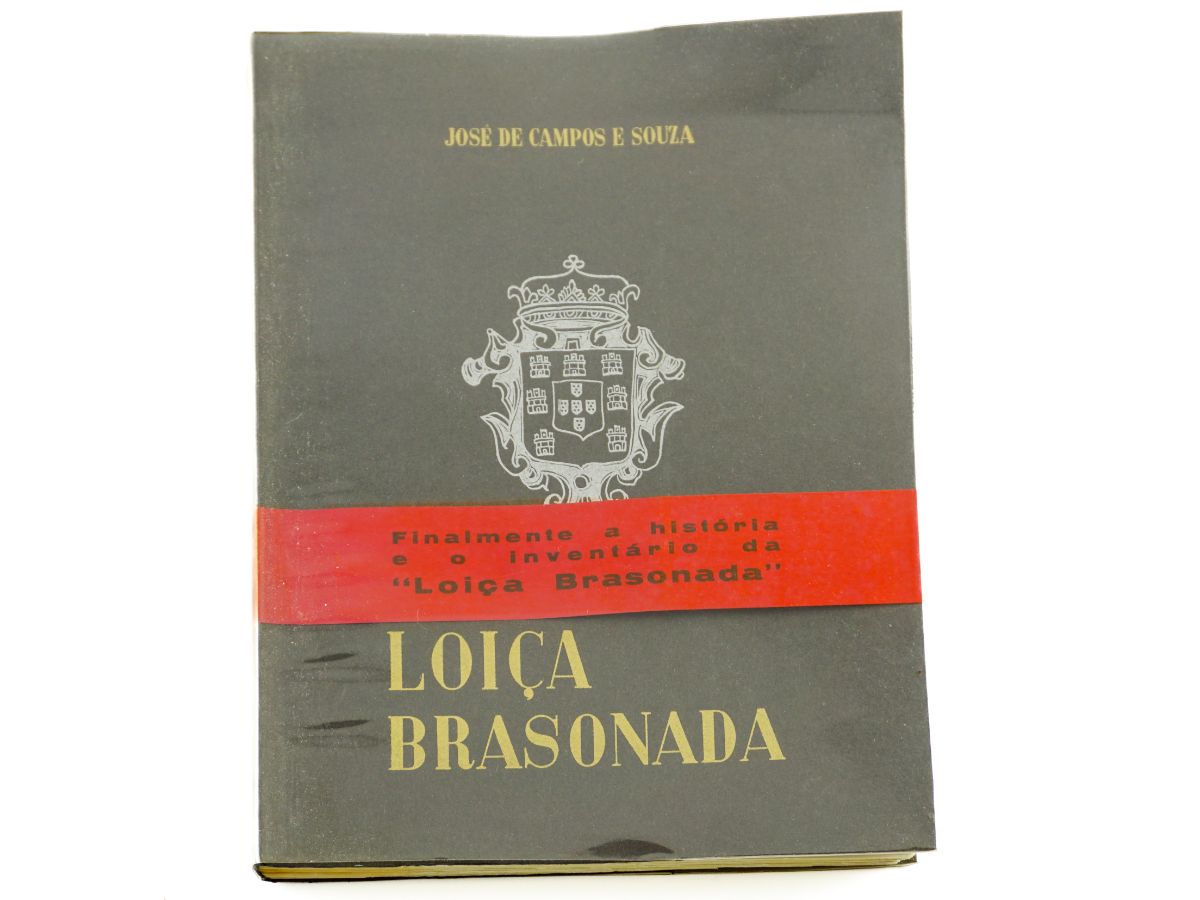 JOSÉ DE CAMPOS E SOUZA
Finalmente a história
e o inventário da
“Loiça Brasonada”
LOIÇA
BRASONADA